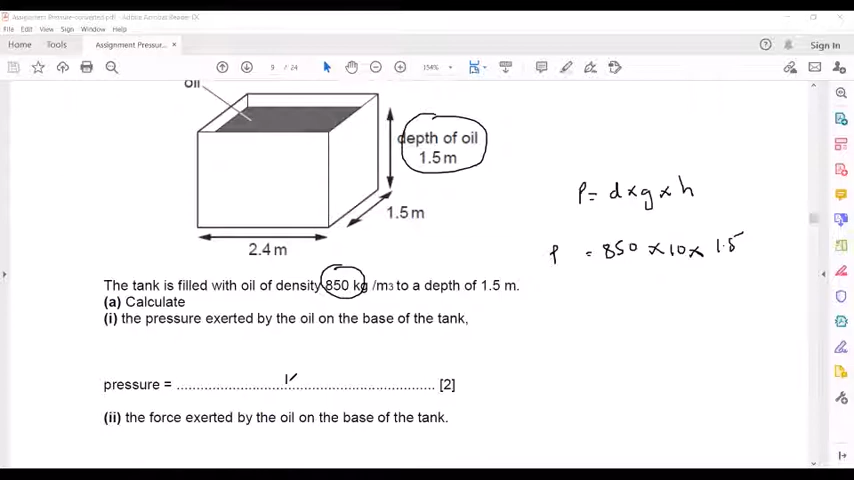 Assignment Pressure-converted.pdf - Adobe Acrobat Reader DC
File Edit View Sign Window Help
Home Tools Assignment Pressur... ×
Sign In
9 / 24
154%
Oil
depth of oil
1.5 m
1.5 m
2.4 m
P = d x g x h
P = 850 x 10 x 1.5
The tank is filled with oil of density 850 kg /m3 to a depth of 1.5 m.
(a) Calculate
(i) the pressure exerted by the oil on the base of the tank,
pressure = ................................................................ [2]
(ii) the force exerted by the oil on the base of the tank.